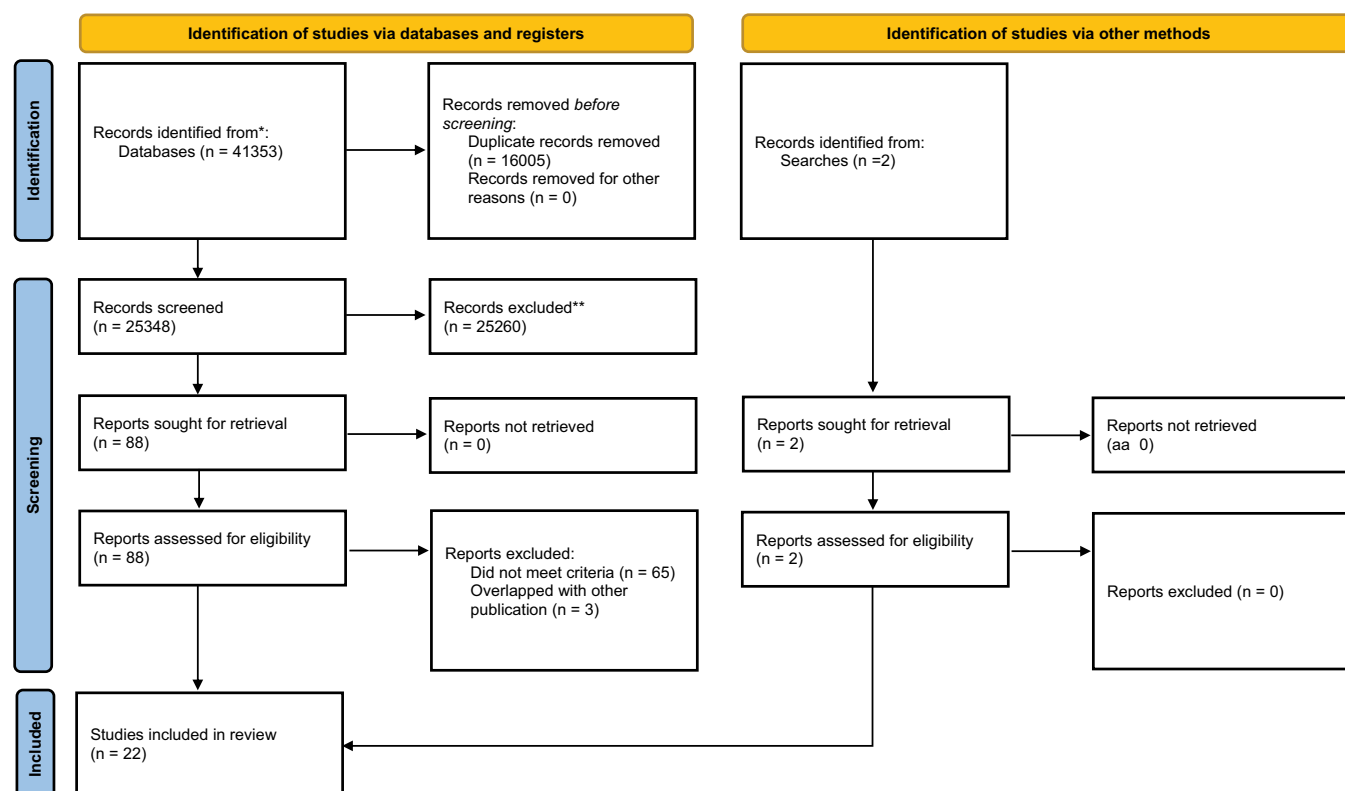 Identification of studies via databases and registers
Identification of studies via other methods
Identification
Records identified from*:
Databases (n = 41353)
Records removed before
screening:
Duplicate records removed
(n = 16005)
Records removed for other
reasons (n = 0)
Records identified from:
Searches (n =2)
Screening
Records screened
(n = 25348)
Records excluded**
(n = 25260)
Reports sought for retrieval
(n = 88)
Reports not retrieved
(n = 0)
Reports sought for retrieval
(n = 2)
Reports not retrieved
(aa 0)
Reports assessed for eligibility
(n = 88)
Reports excluded:
Did not meet criteria (n = 65)
Overlapped with other
publication (n = 3)
Reports assessed for eligibility
(n = 2)
Reports excluded (n = 0)
Included
Studies included in review
(n = 22)